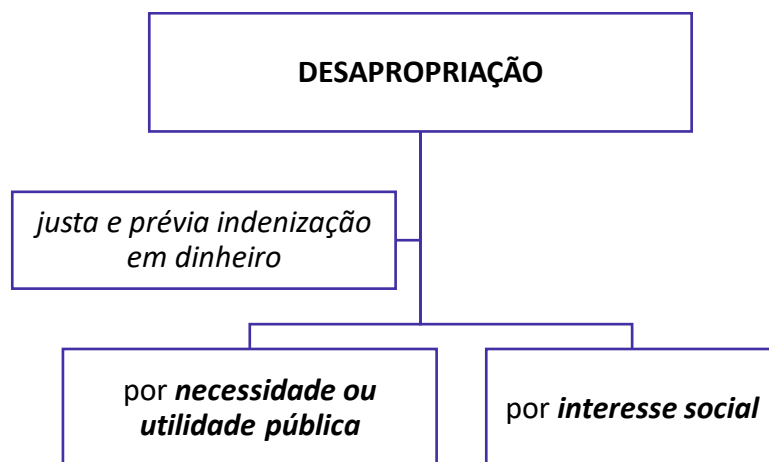 DESAPROPRIAÇÃO
justa e prévia indenização
em dinheiro
por necessidade ou
utilidade pública
por interesse social